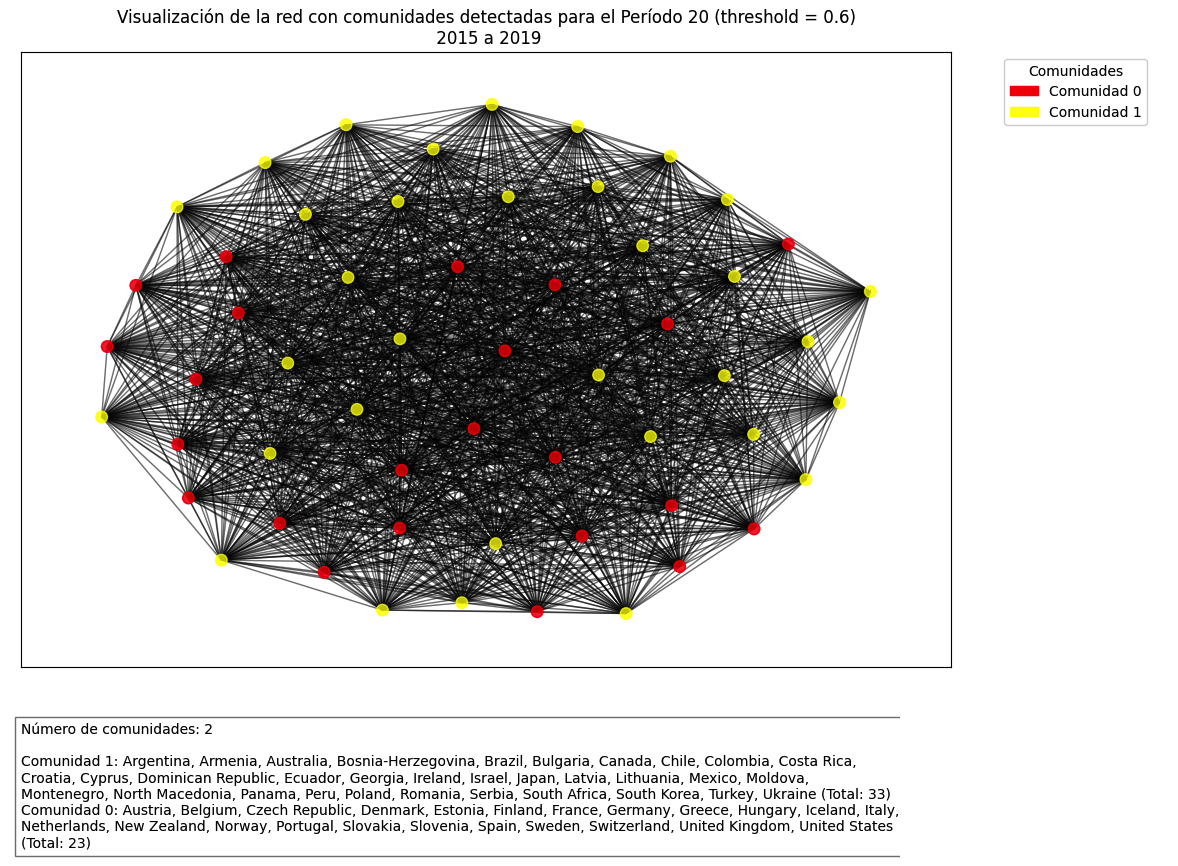 Visualización de la red con comunidades detectadas para el Período 20 (threshold = 0.6)
2015 a 2019
Comunidades
Comunidad 0
Comunidad 1
Número de comunidades: 2
Comunidad 1: Argentina, Armenia, Australia, Bosnia-Herzegovina, Brazil, Bulgaria, Canada, Chile, Colombia, Costa Rica,
Croatia, Cyprus, Dominican Republic, Ecuador, Georgia, Ireland, Israel, Japan, Latvia, Lithuania, Mexico, Moldova,
Montenegro, North Macedonia, Panama, Peru, Poland, Romania, Serbia, South Africa, South Korea, Turkey, Ukraine (Total: 33)
Comunidad 0: Austria, Belgium, Czech Republic, Denmark, Estonia, Finland, France, Germany, Greece, Hungary, Iceland, Italy,
Netherlands, New Zealand, Norway, Portugal, Slovakia, Slovenia, Spain, Sweden, Switzerland, United Kingdom, United States
(Total: 23)